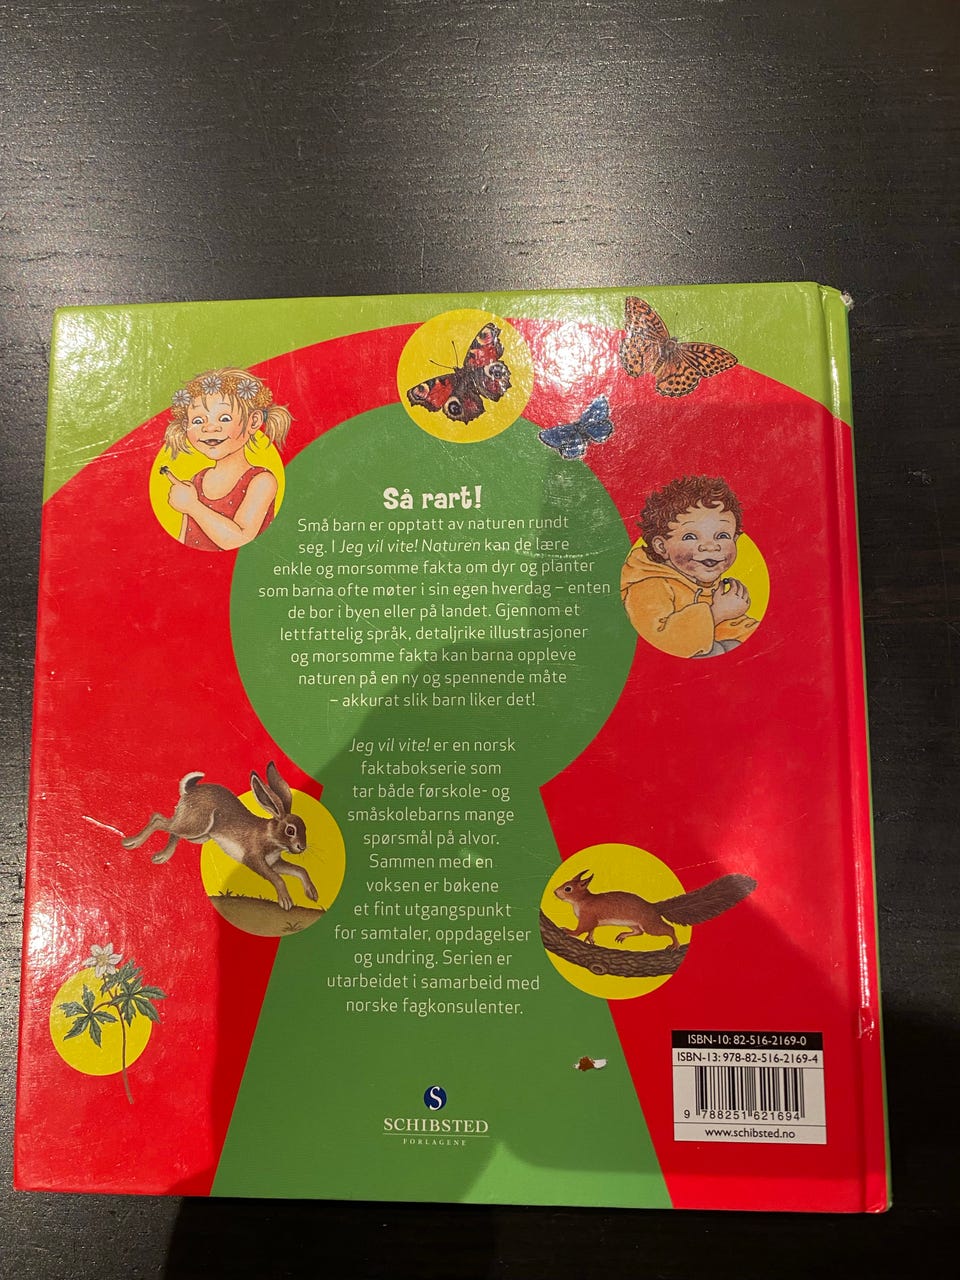 Så rart!
Små barn er opptatt av naturen rundt
seg. I Jeg vil vite! Naturen kan de lære
enkle og morsomme fakta om dyr og planter
som barna ofte møter i sin egen hverdag – enten
de bor i byen eller på landet. Gjennom et
lettfattelig språk, detaljrike illustrasjoner
og morsomme fakta kan barna oppleve
naturen på en ny og spennende måte
– akkurat slik barn liker det!
Jeg vil vite! er en norsk
faktabokserie som
tar både førskole- og
småskolebarns mange
spørsmål på alvor.
Sammen med en
voksen er bøkene
et fint utgangspunkt
for samtaler, oppdagelser
og undring. Serien er
utarbeidet i samarbeid med
norske fagkonsulenter.
S
SCHIBSTED
FORLAGENE
ISBN-10: 82-516-2169-0
ISBN-13: 978-82-516-2169-4
9 788251 621694
www.schibsted.no